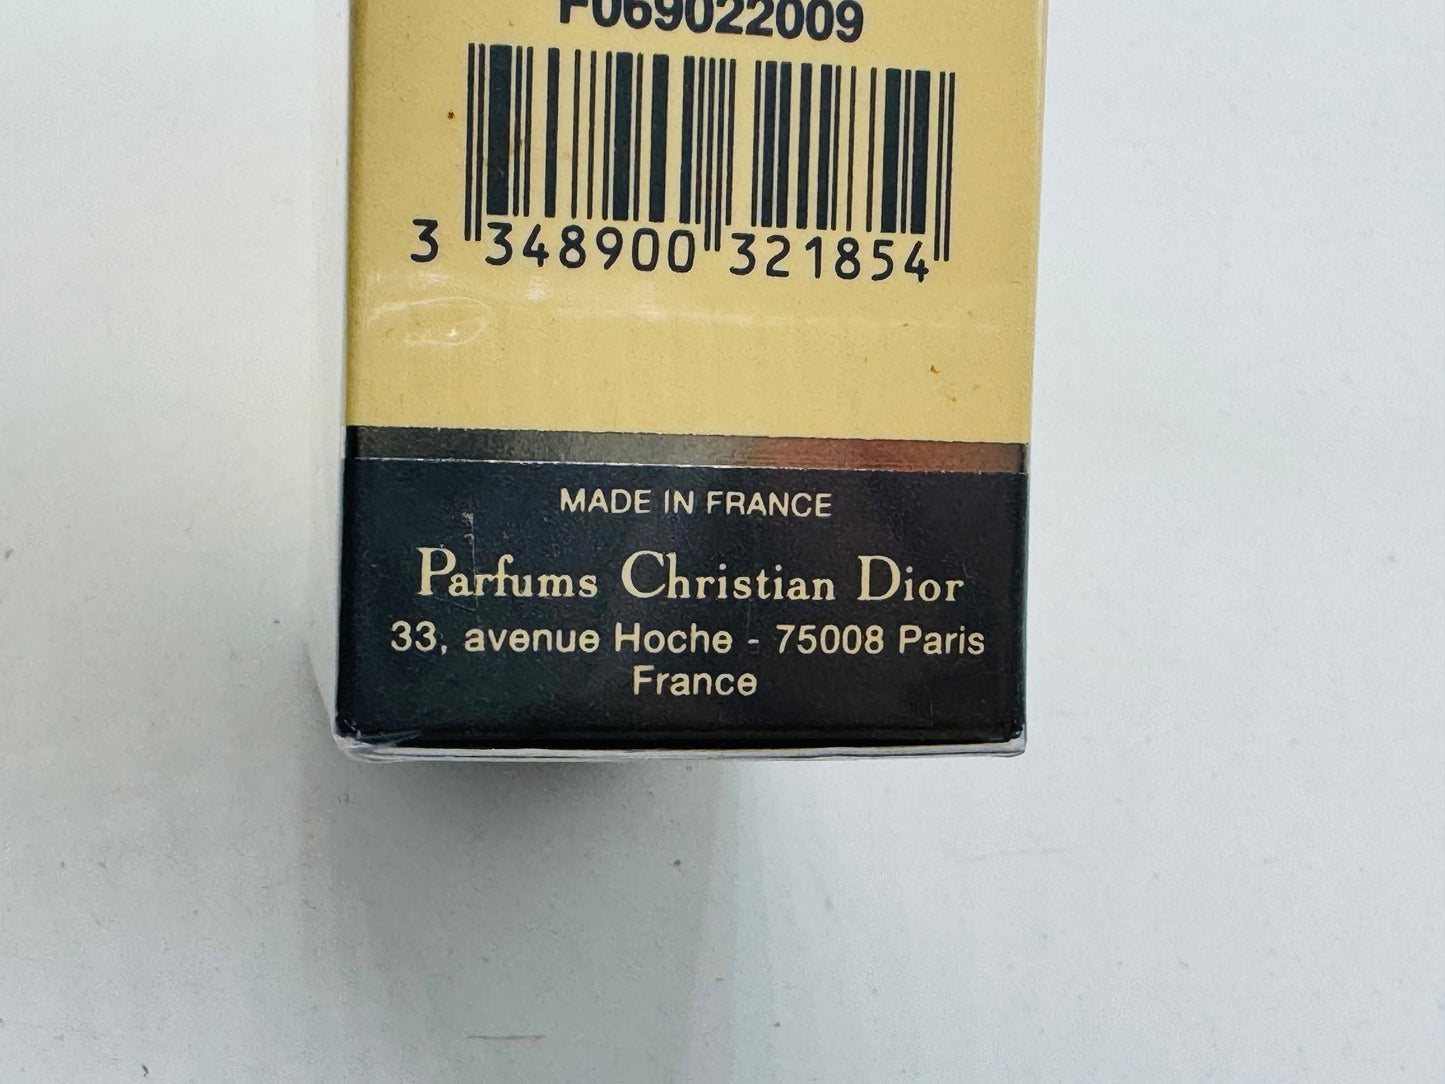 F069022009
3 348900 321854
MADE IN FRANCE
Parfums Christian Dior
33, avenue Hoche - 75008 Paris
France